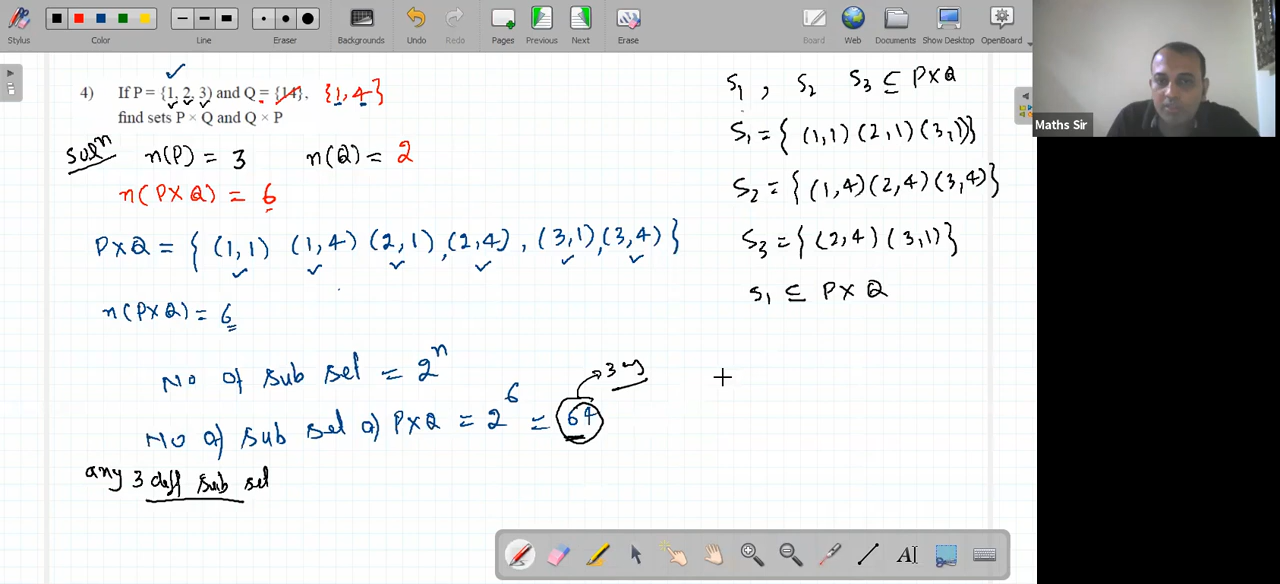 Stylus Color Line Eraser Backgrounds Undo Redo Pages Previous Next Erase Board Web Documents Show Desktop OpenBoard
4) If P = {1, 2, 3) and Q = {14}, {1,4}
find sets P × Q and Q × P
Solⁿ n(P) = 3 n(Q) = 2
n(P×Q) = 6
P×Q = { (1,1) (1,4) (2,1), (2,4), (3,1), (3,4) }
n(P×Q) = 6
No of sub set = 2ⁿ
No of sub set of P×Q = 2⁶ = 64
any 3 diff sub set
S₁ , S₂ S₃ ⊆ P×Q
S₁ = { (1,1) (2,1) (3,1)}
S₂ = { (1,4) (2,4) (3,4) }
S₃ = { (2,4) (3,1) }
S₁ ⊆ P×Q
Maths Sir